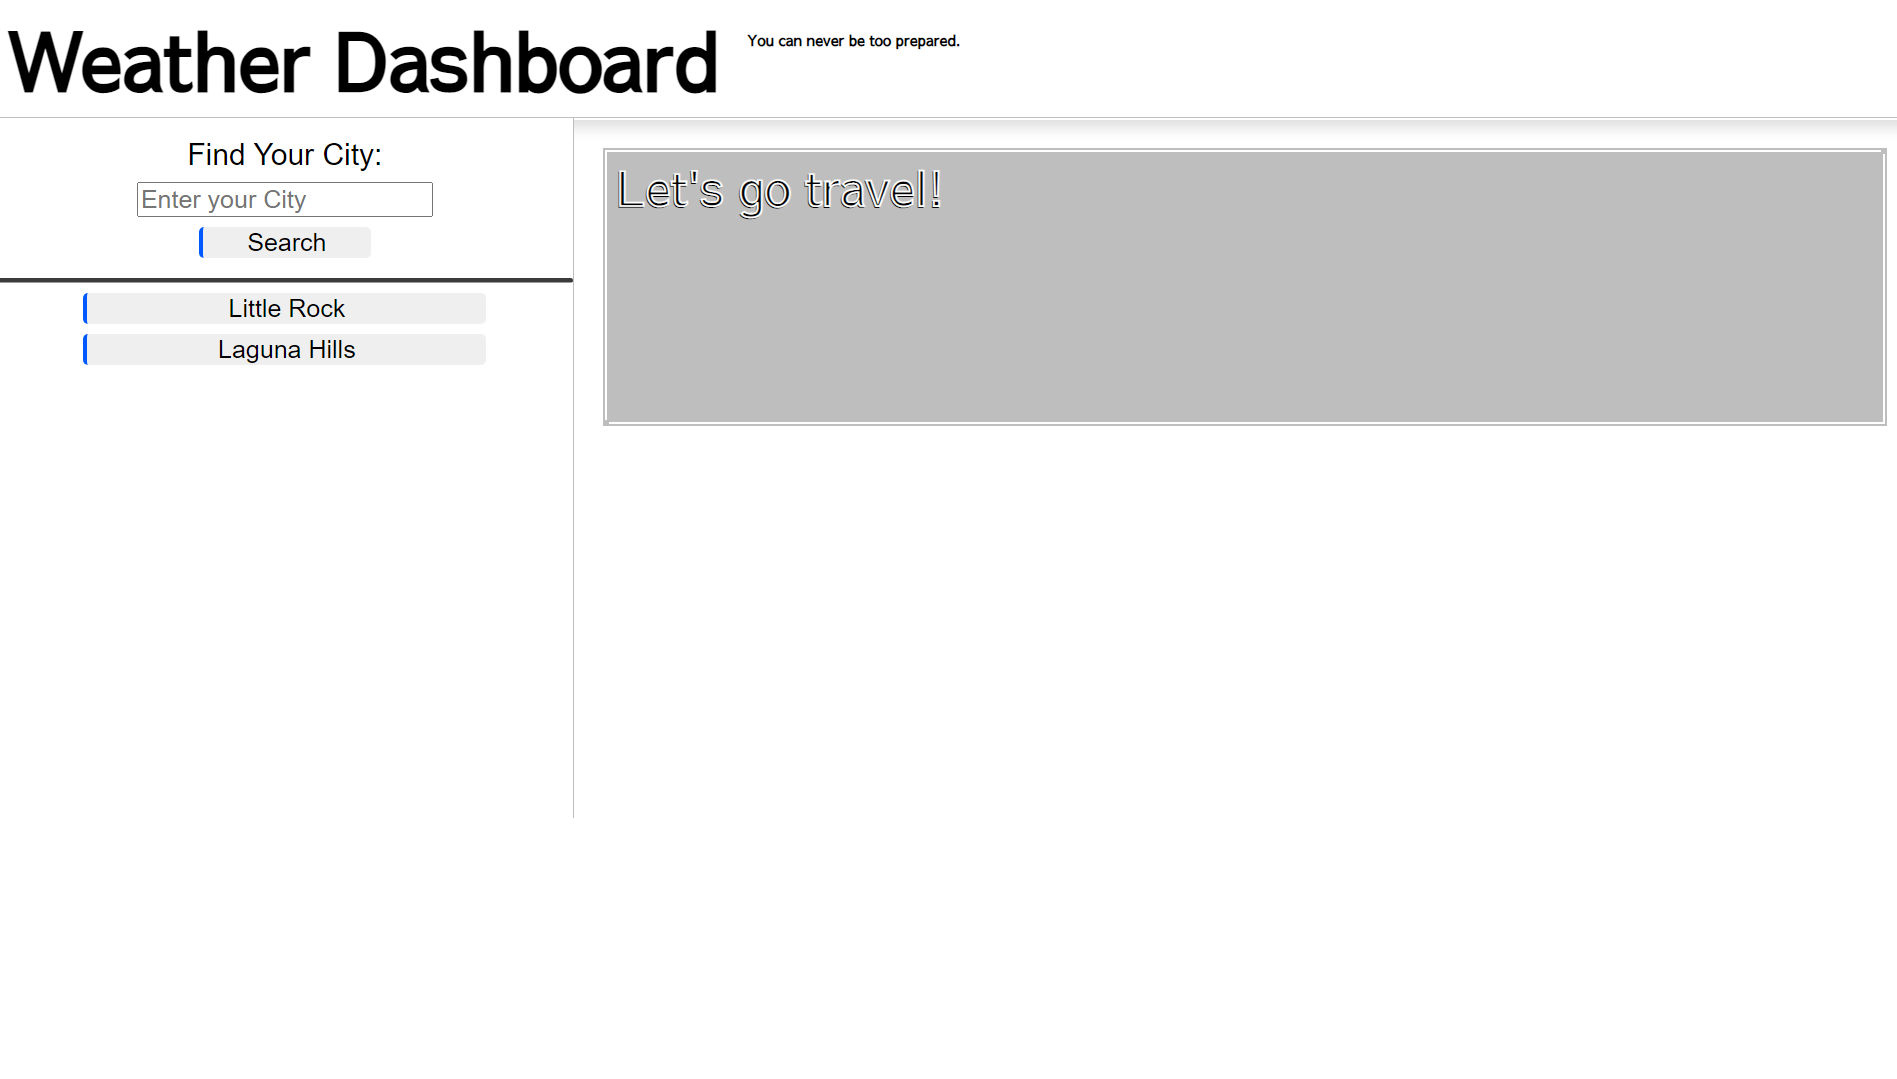 Weather Dashboard
You can never be too prepared.
Find Your City:
Enter your City
Search
Little Rock
Laguna Hills
Let's go travel!